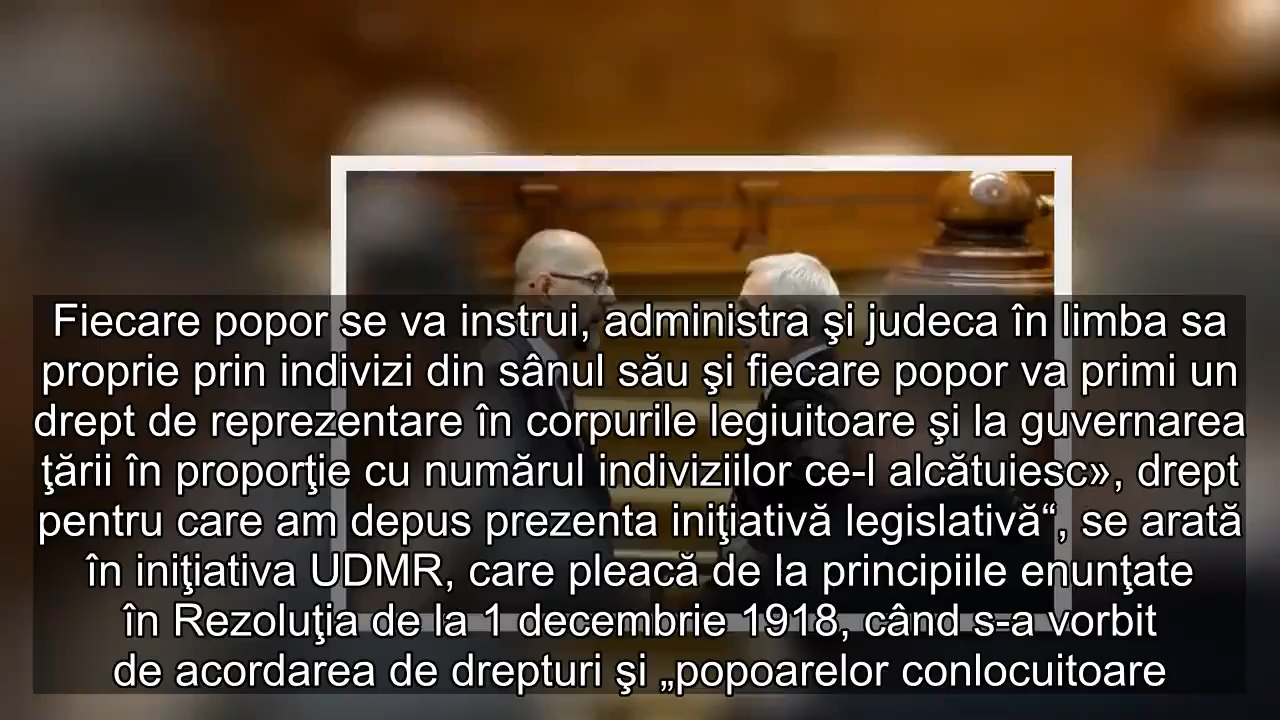 Fiecare popor se va instrui, administra şi judeca în limba sa
proprie prin indivizi din sânul său şi fiecare popor va primi un
drept de reprezentare în corpurile legiuitoare şi la guvernarea
ţării în proporţie cu numărul indiviziilor ce-l alcătuiesc», drept
pentru care am depus prezenta iniţiativă legislativă“, se arată
în iniţiativa UDMR, care pleacă de la principiile enunţate
în Rezoluţia de la 1 decembrie 1918, când s-a vorbit
de acordarea de drepturi şi „popoarelor conlocuitoare